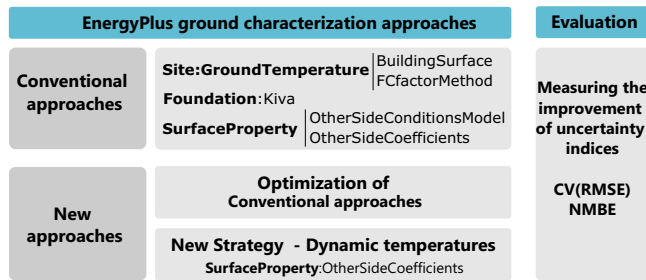 EnergyPlus ground characterization approaches
Evaluation
Conventional
approaches
Site:GroundTemperature
BuildingSurface
FCfactorMethod
Foundation:Kiva
SurfaceProperty
OtherSideConditionsModel
OtherSideCoefficients
New
approaches
Optimization of
Conventional approaches
New Strategy - Dynamic temperatures
SurfaceProperty:OtherSideCoefficients
Measuring the
improvement
of uncertainty
indices
CV(RMSE)
NMBE